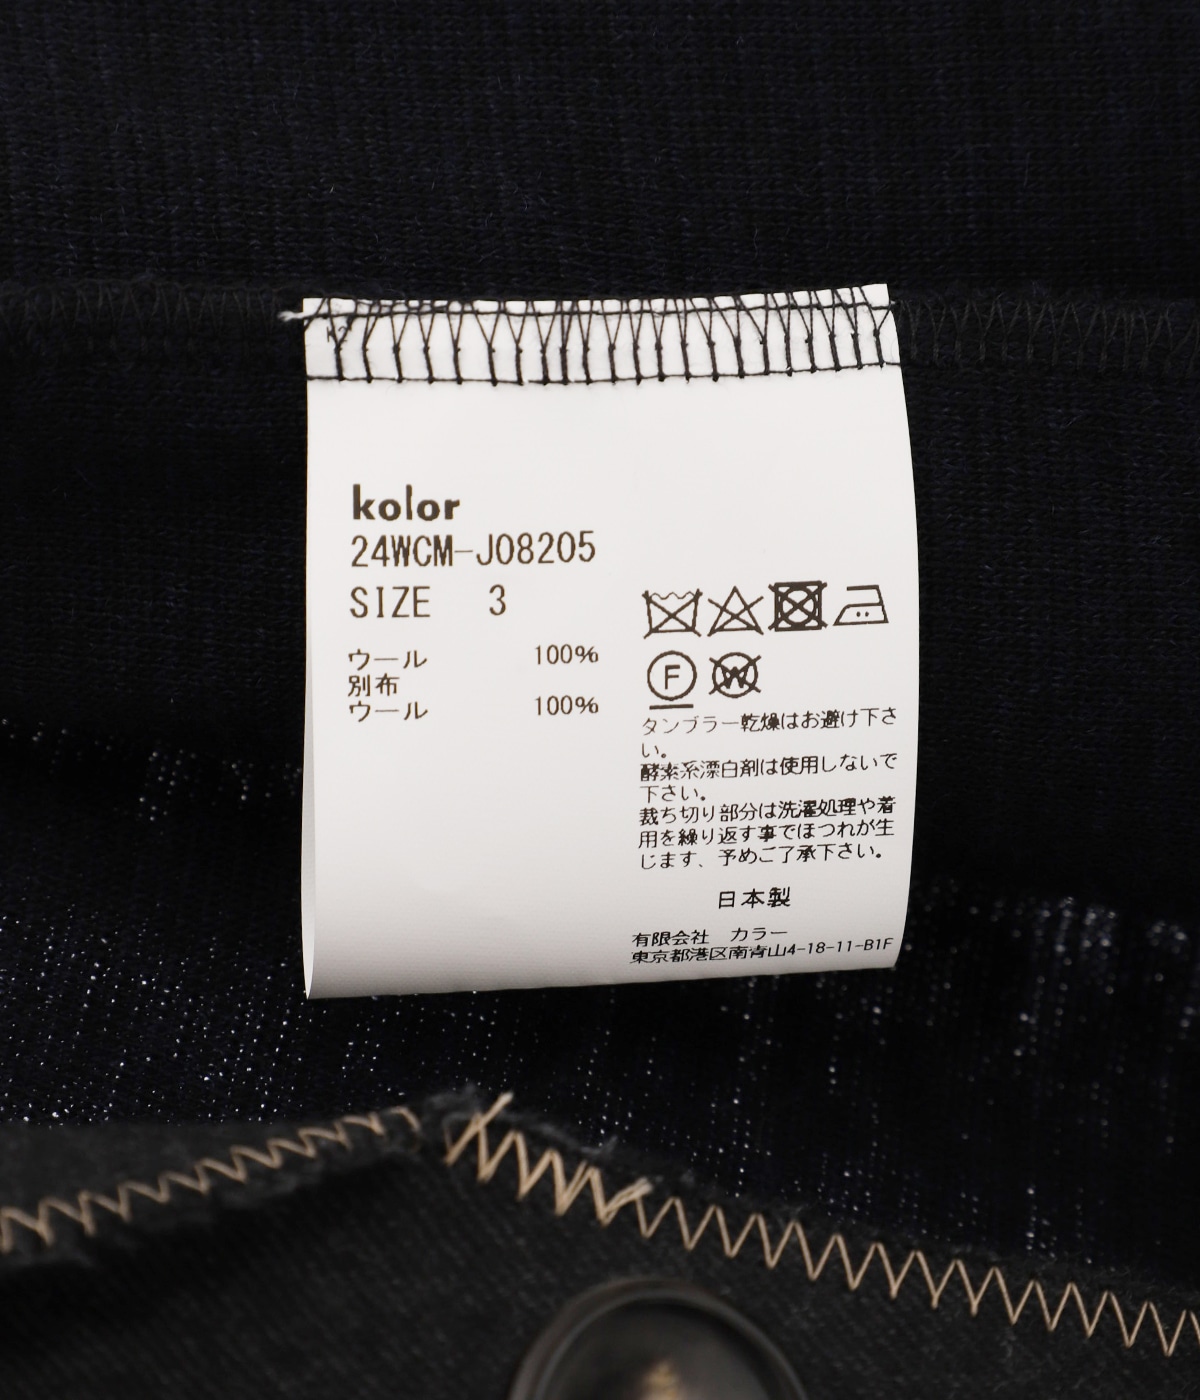 kolor
24WCM-J08205
SIZE 3
ウール 100%
別布
ウール 100%
F
W
タンブラー乾燥はお避け下さ
い。
酵素系漂白剤は使用しないで
下さい。
裁ち切り部分は洗濯処理や着
用を繰り返す事でほつれが生
じます、予めご了承下さい。
日本製
有限会社 カラー
東京都港区南青山4-18-11-B1F